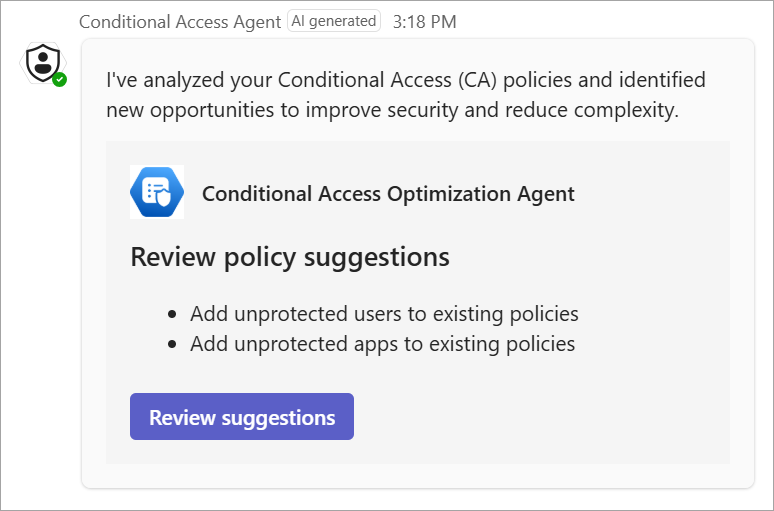 Conditional Access Agent AI generated 3:18 PM
I've analyzed your Conditional Access (CA) policies and identified
new opportunities to improve security and reduce complexity.
Conditional Access Optimization Agent
Review policy suggestions
• Add unprotected users to existing policies
• Add unprotected apps to existing policies
Review suggestions